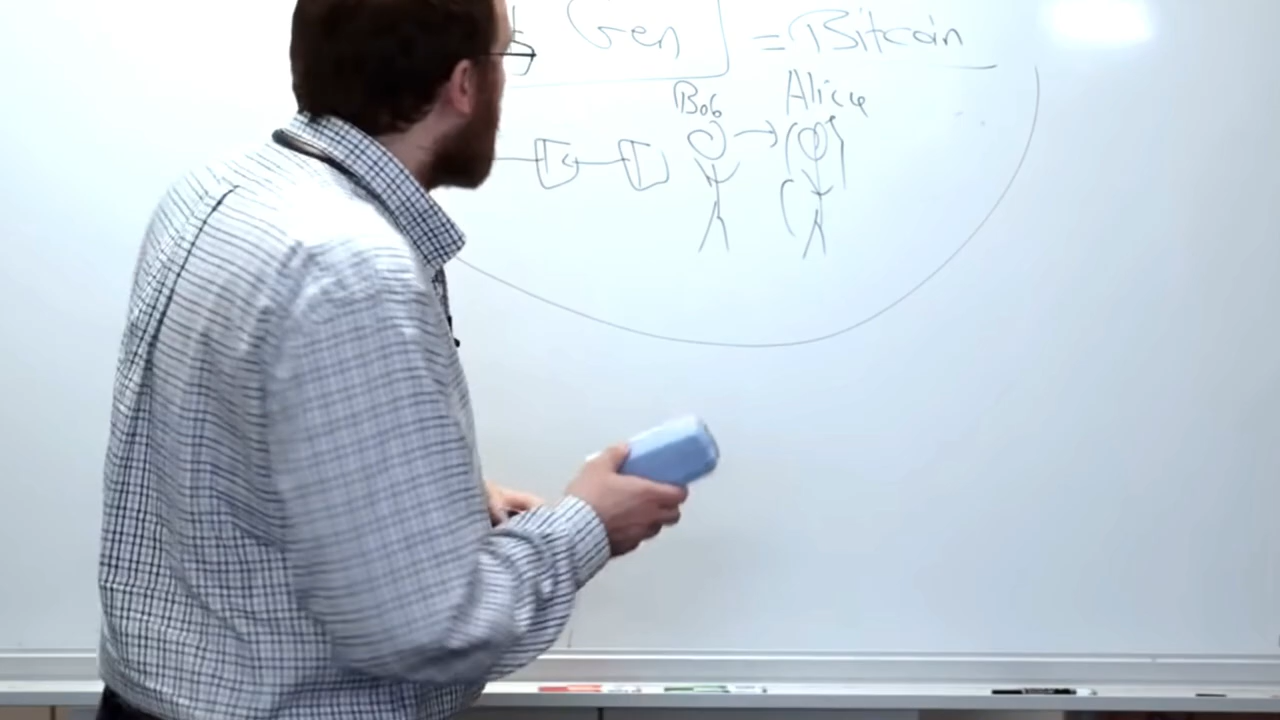 Gen = Bitcoin
Bob Alice
T T